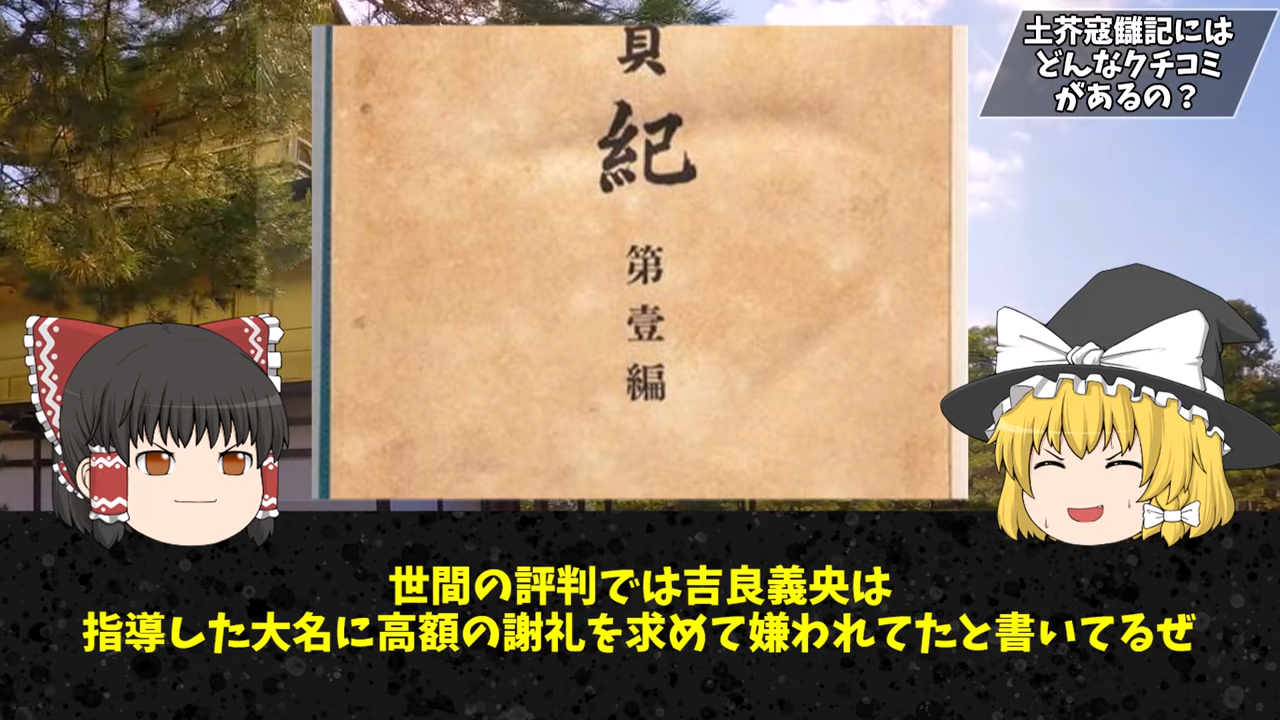 土芥寇讎記には
どんなクチコミ
があるの？
紀
第壹編
世間の評判では吉良義央は
指導した大名に高額の謝礼を求めて嫌われてたと書いてるぜ